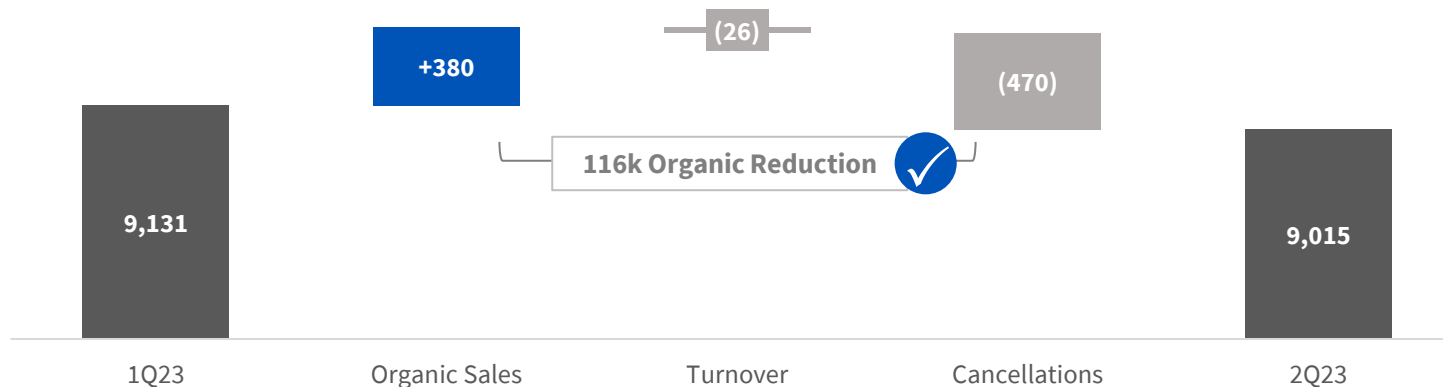 (26)
+380
(470)
116k Organic Reduction
9,131
9,015
1Q23
Organic Sales
Turnover
Cancellations
2Q23